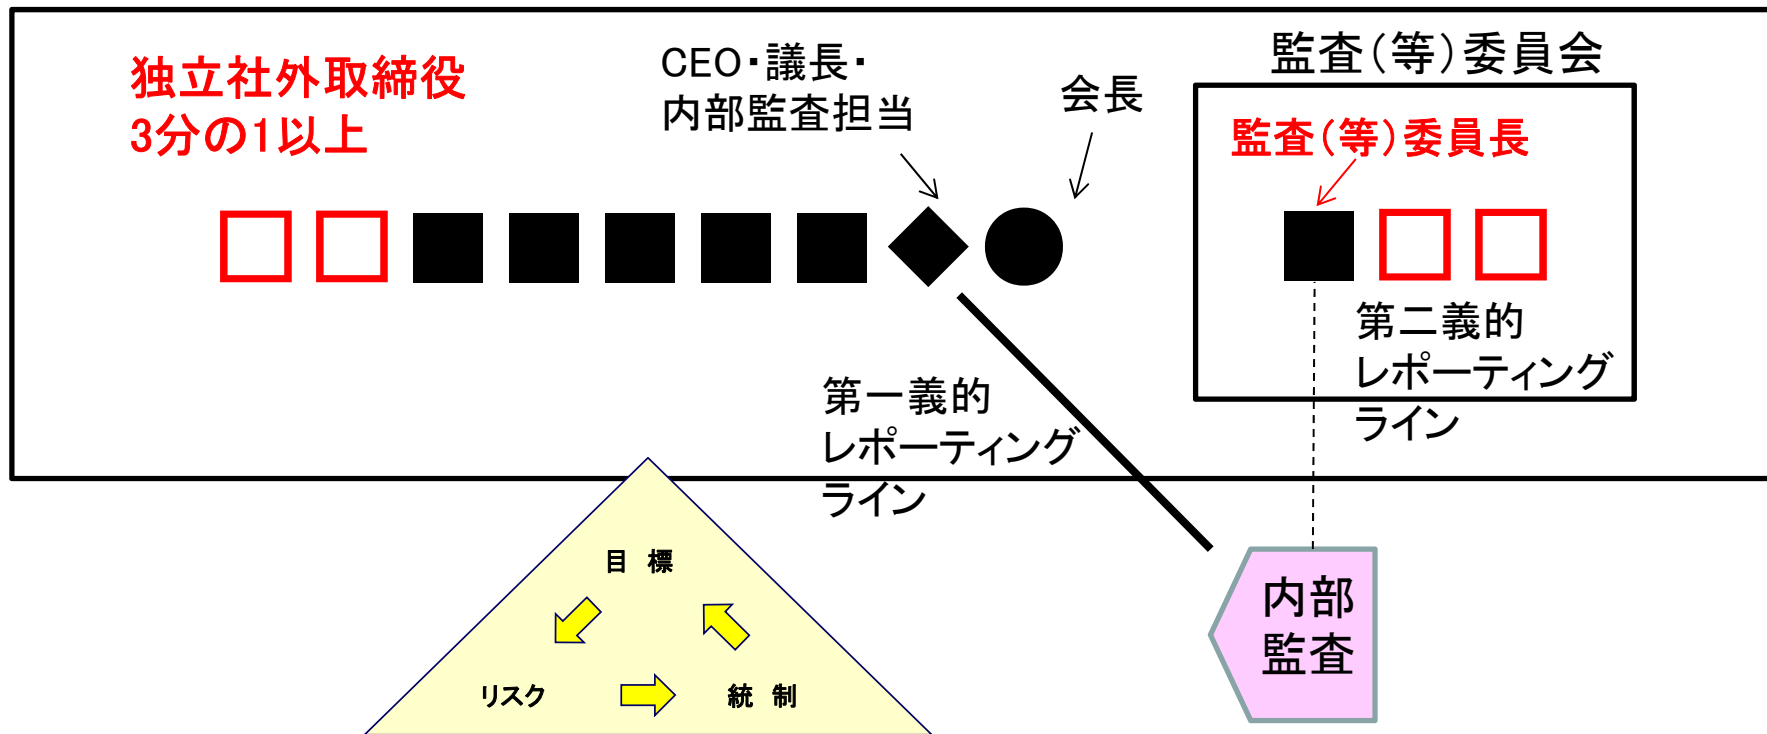 独立社外取締役
3分の1以上
CEO・議長・
内部監査担当
会長
監査(等)委員会
監査(等)委員長
第二義的
レポーティング
ライン
第一義的
レポーティング
ライン
目 標
リスク
統 制
内部
監査